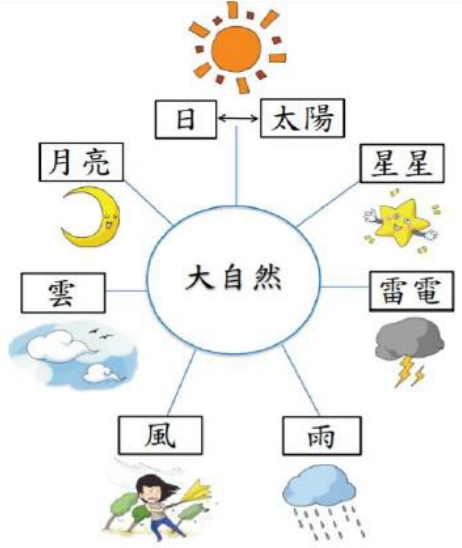 日
太陽
月亮
星星
大自然
雲
雷電
風
雨